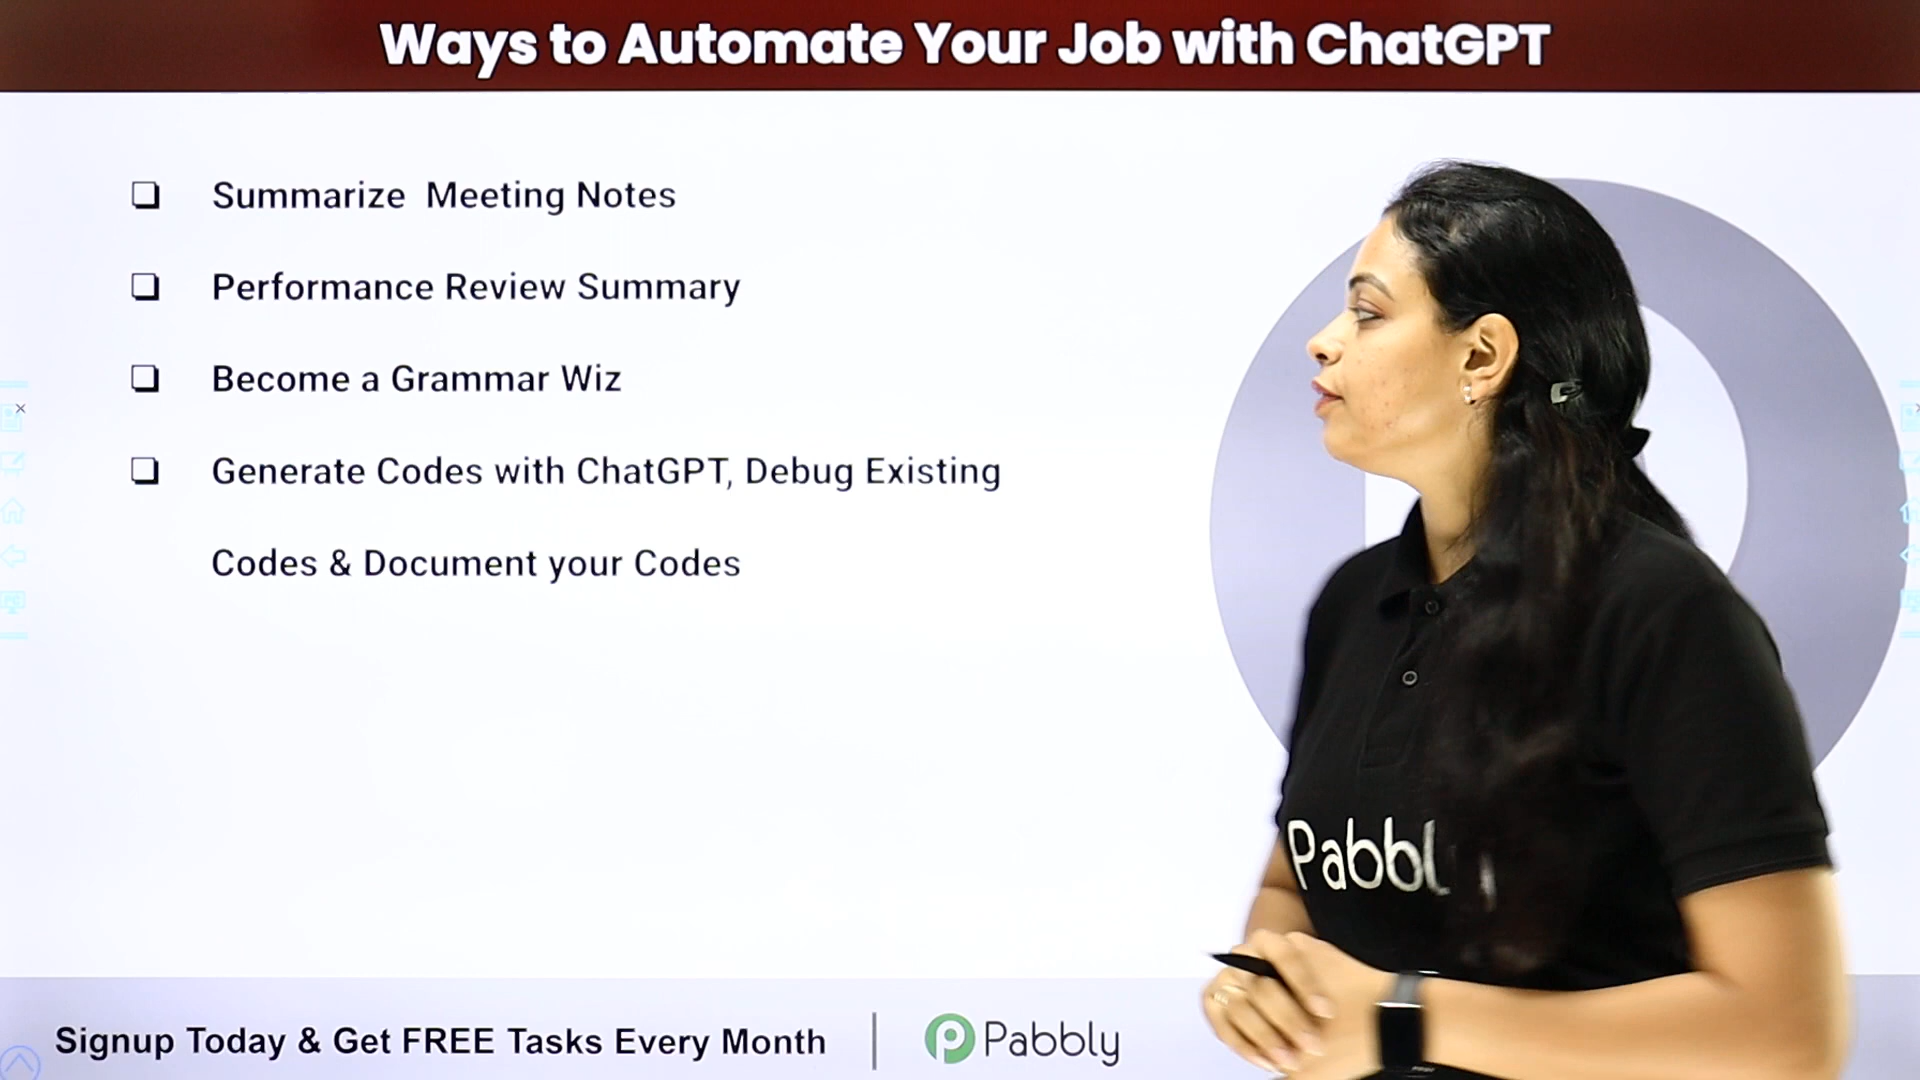 Ways to Automate Your Job with ChatGPT
Summarize Meeting Notes
Performance Review Summary
Become a Grammar Wiz
Generate Codes with ChatGPT, Debug Existing
Codes & Document your Codes
Pabbl
Signup Today & Get FREE Tasks Every Month
Pabbly